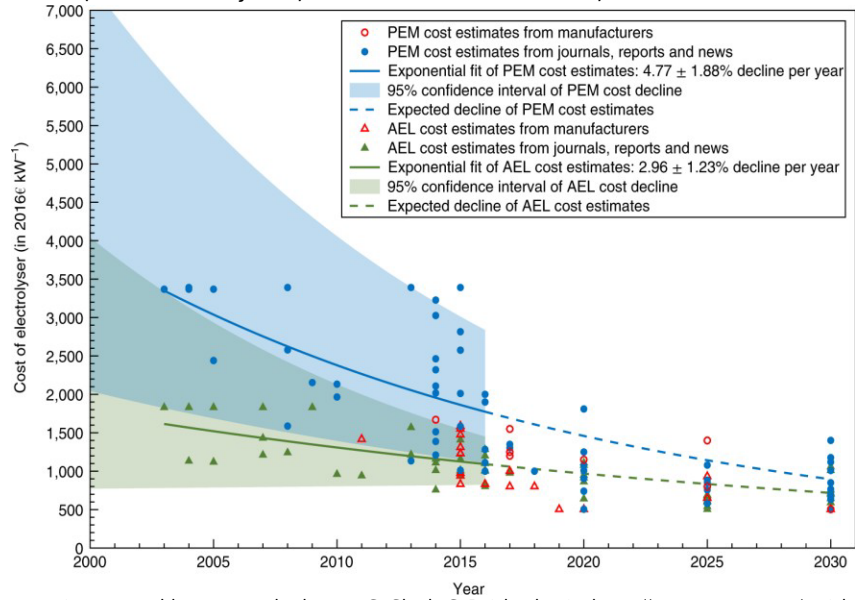 7,000
6,500
6,000
5,500
5,000
4,500
4,000
3,500
3,000
2,500
2,000
1,500
1,000
500
0
Cost of electrolyser (in 2016€ kW⁻¹)
PEM cost estimates from manufacturers
PEM cost estimates from journals, reports and news
Exponential fit of PEM cost estimates: 4.77 ± 1.88% decline per year
95% confidence interval of PEM cost decline
Expected decline of PEM cost estimates
AEL cost estimates from manufacturers
AEL cost estimates from journals, reports and news
Exponential fit of AEL cost estimates: 2.96 ± 1.23% decline per year
95% confidence interval of AEL cost decline
Expected decline of AEL cost estimates
2000 2005 2010 2015 2020 2025 2030
Year